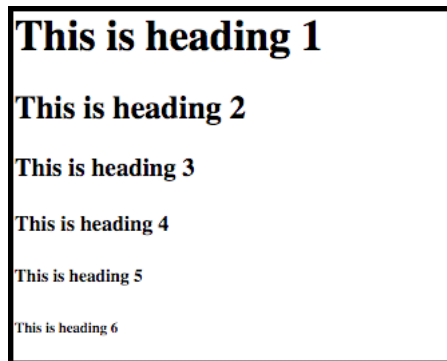 This is heading 1
This is heading 2
This is heading 3
This is heading 4
This is heading 5
This is heading 6